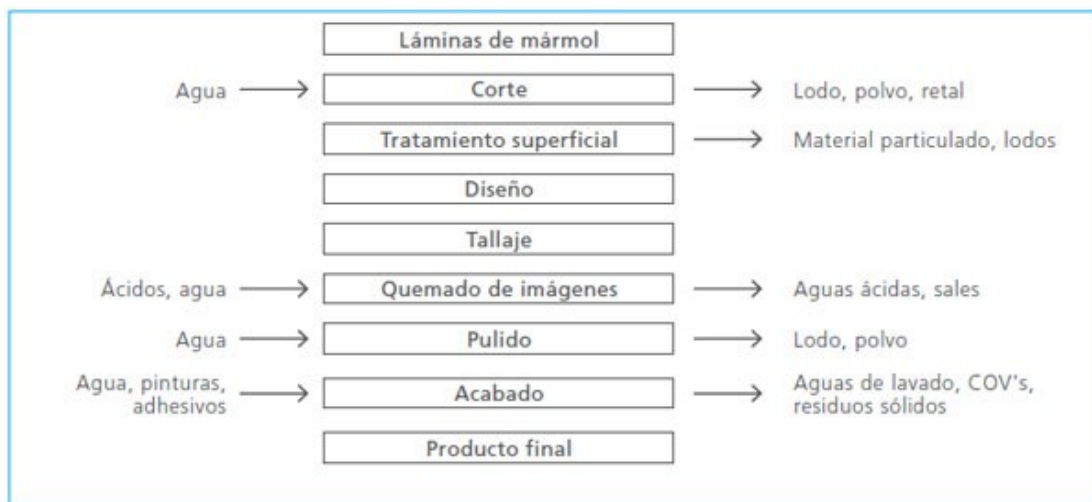 Láminas de mármol
Agua
Corte
Lodo, polvo, retal
Tratamiento superficial
Material particulado, lodos
Diseño
Tallaje
Ácidos, agua
Quemado de imágenes
Aguas ácidas, sales
Agua
Pulido
Lodo, polvo
Agua, pinturas,
adhesivos
Acabado
Aguas de lavado, COV's,
residuos sólidos
Producto final